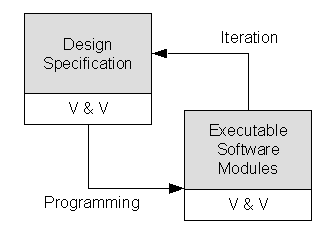 Design
Specification
V & V
Iteration
Executable
Software
Modules
V & V
Programming